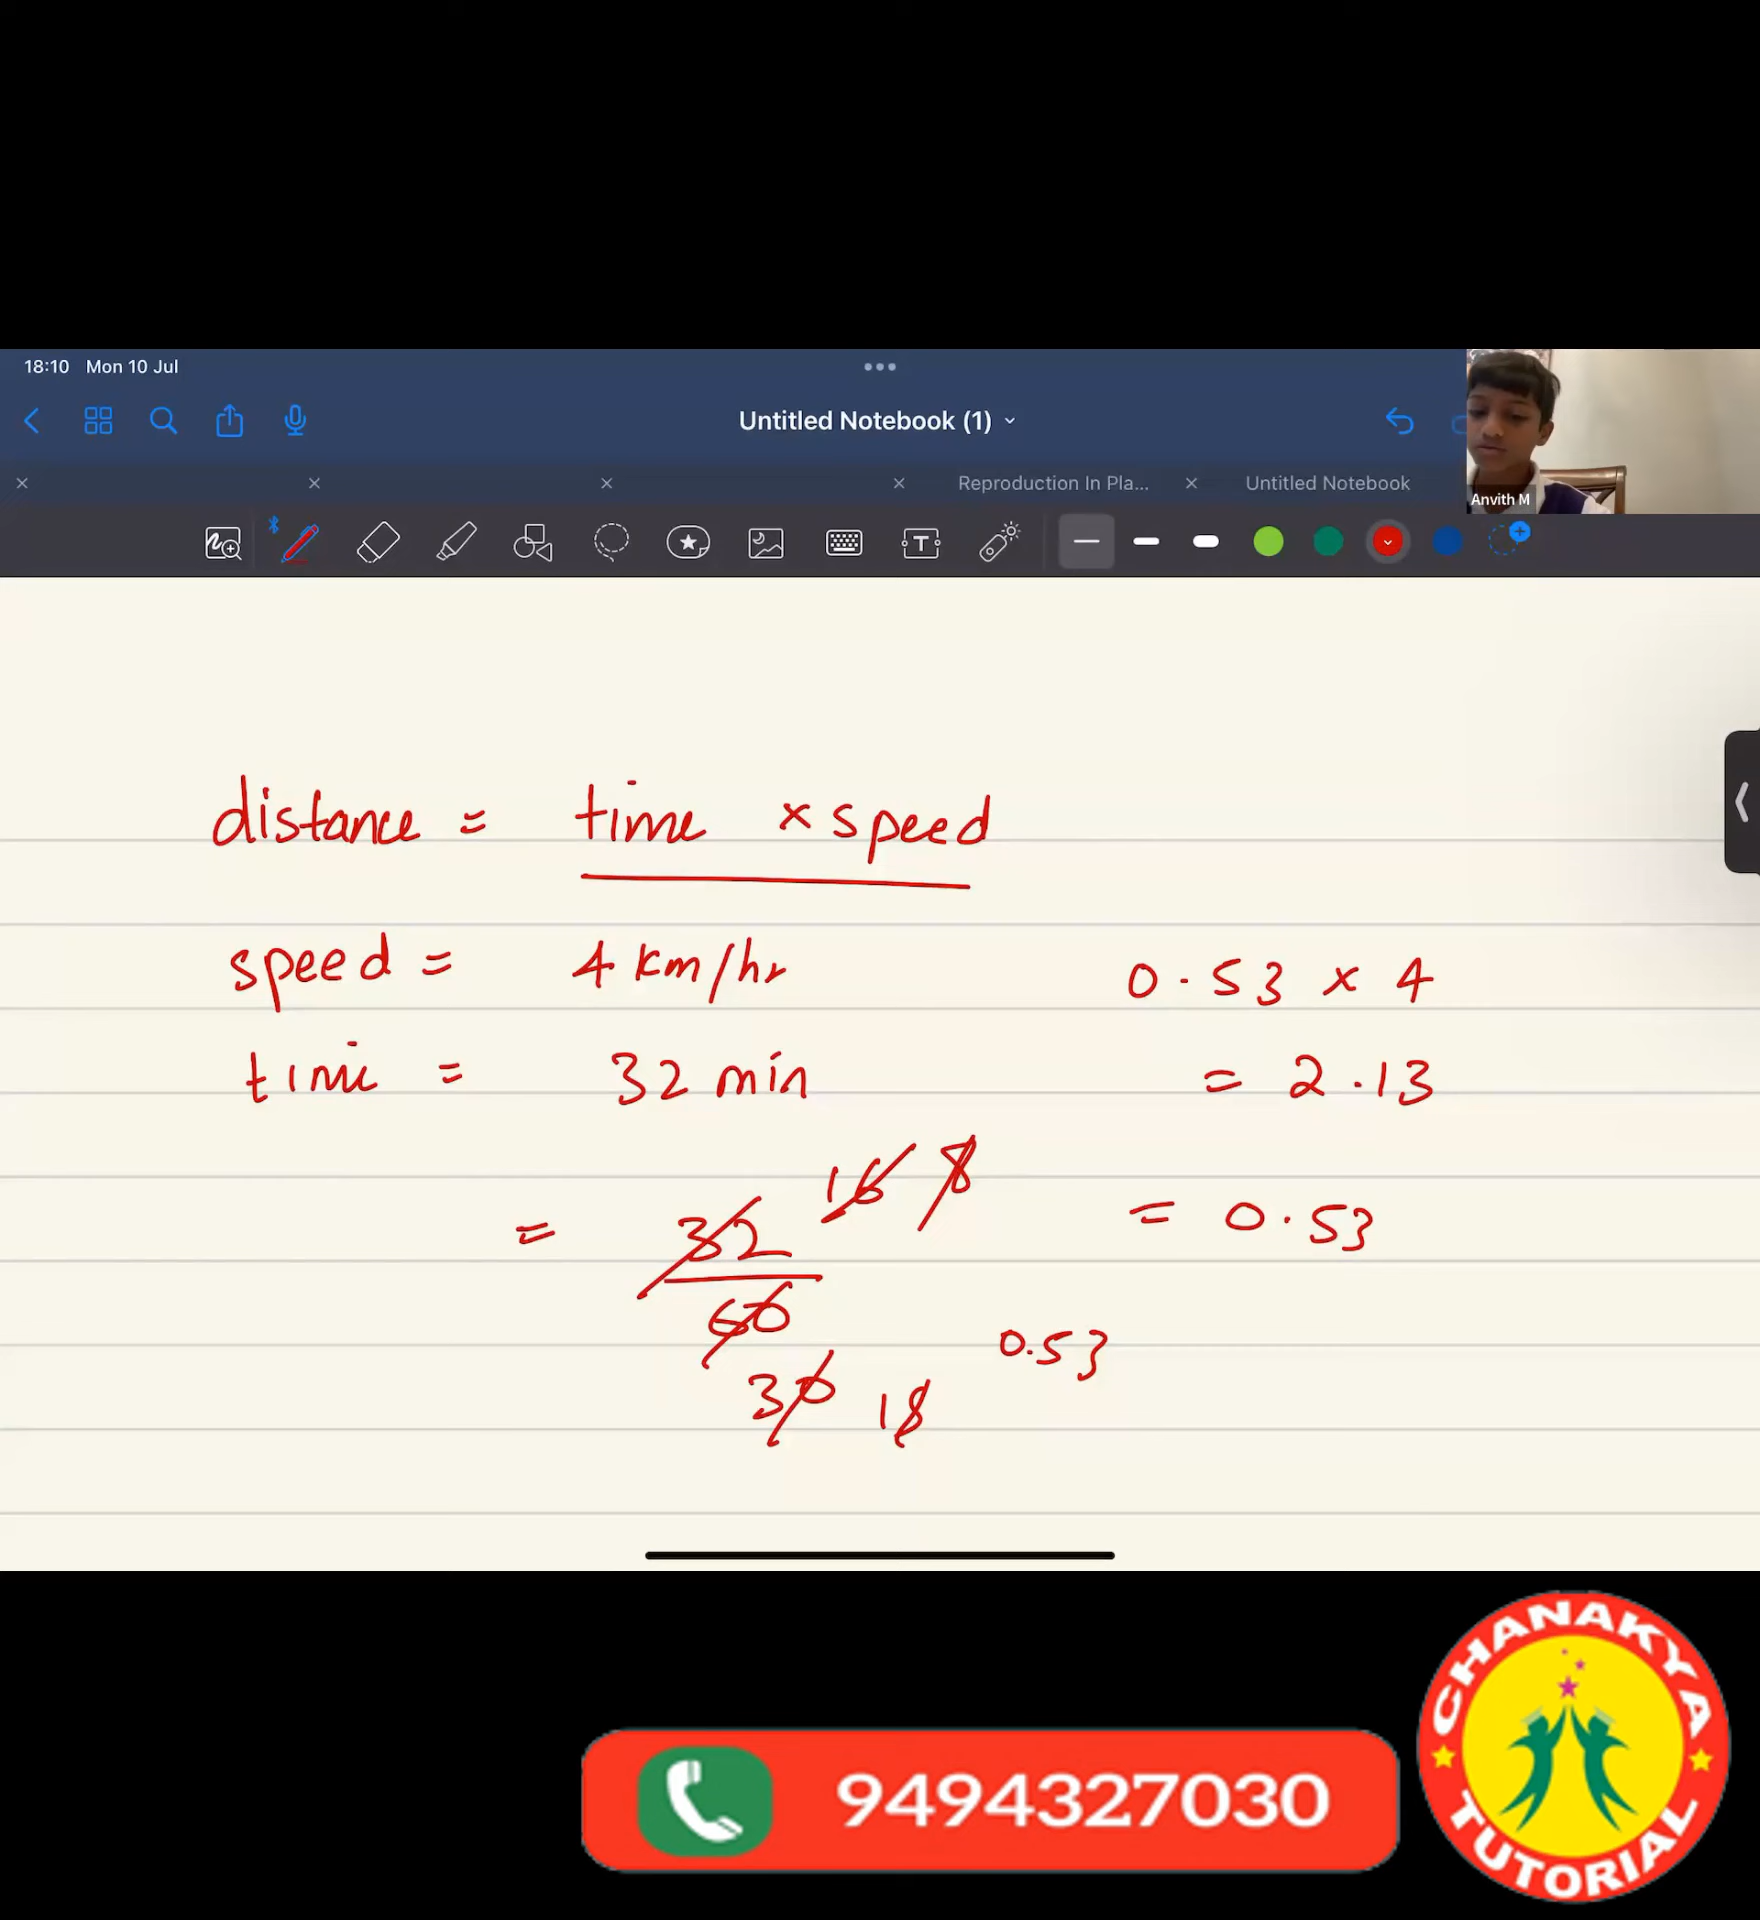 18:10 Mon 10 Jul
Untitled Notebook (1)
Reproduction In Pla...
Untitled Notebook
Anvith M
T
distance = time × speed
speed = 4 km/hr
0.53 × 4
time = 32 min
= 2.13
16 8
= 32
60
= 0.53
30 18
0.53
9494327030
CHANAKYA
TUTORIAL